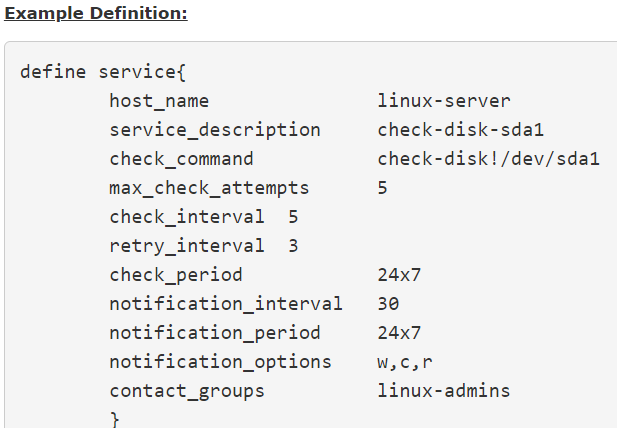 Example Definition:
define service{
host_name linux-server
service_description check-disk-sda1
check_command check-disk!/dev/sda1
max_check_attempts 5
check_interval 5
retry_interval 3
check_period 24x7
notification_interval 30
notification_period 24x7
notification_options w,c,r
contact_groups linux-admins
}